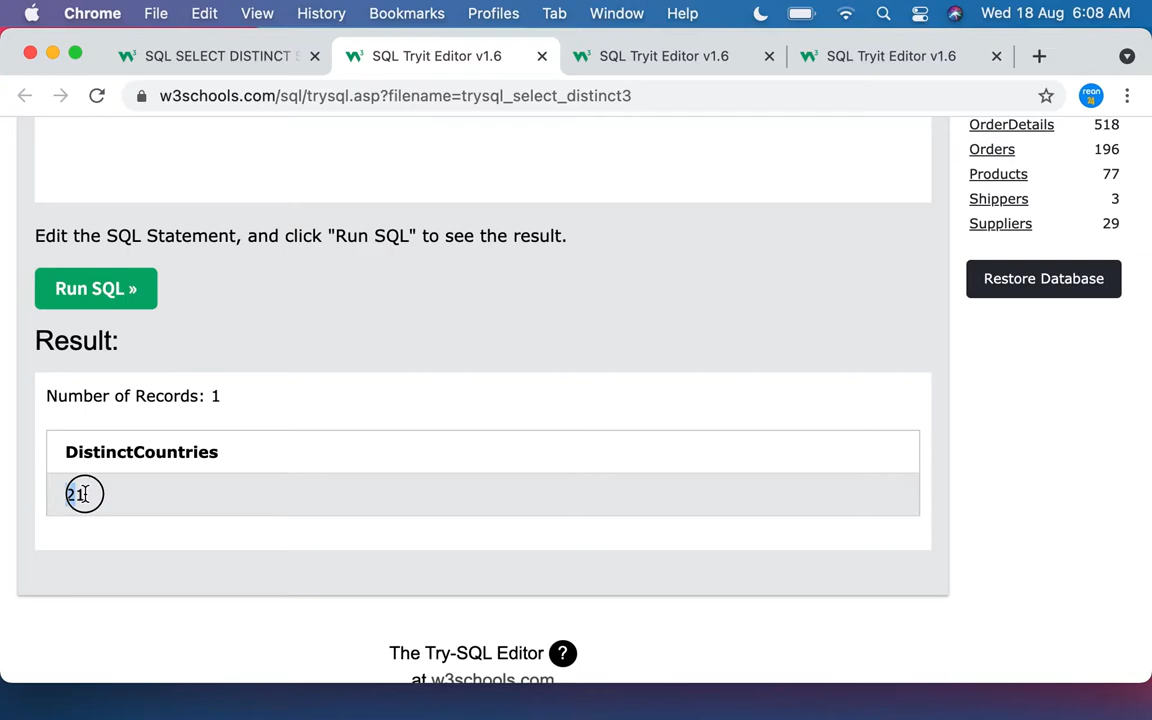 Chrome File Edit View History Bookmarks Profiles Tab Window Help Wed 18 Aug 6:08 AM
SQL SELECT DISTINCT SQL Tryit Editor v1.6 SQL Tryit Editor v1.6 SQL Tryit Editor v1.6
w3schools.com/sql/trysql.asp?filename=trysql_select_distinct3
OrderDetails 518
Orders 196
Products 77
Shippers 3
Suppliers 29
Edit the SQL Statement, and click "Run SQL" to see the result.
Restore Database
Run SQL »
Result:
Number of Records: 1
DistinctCountries
21
The Try-SQL Editor ?
at w3schools.com